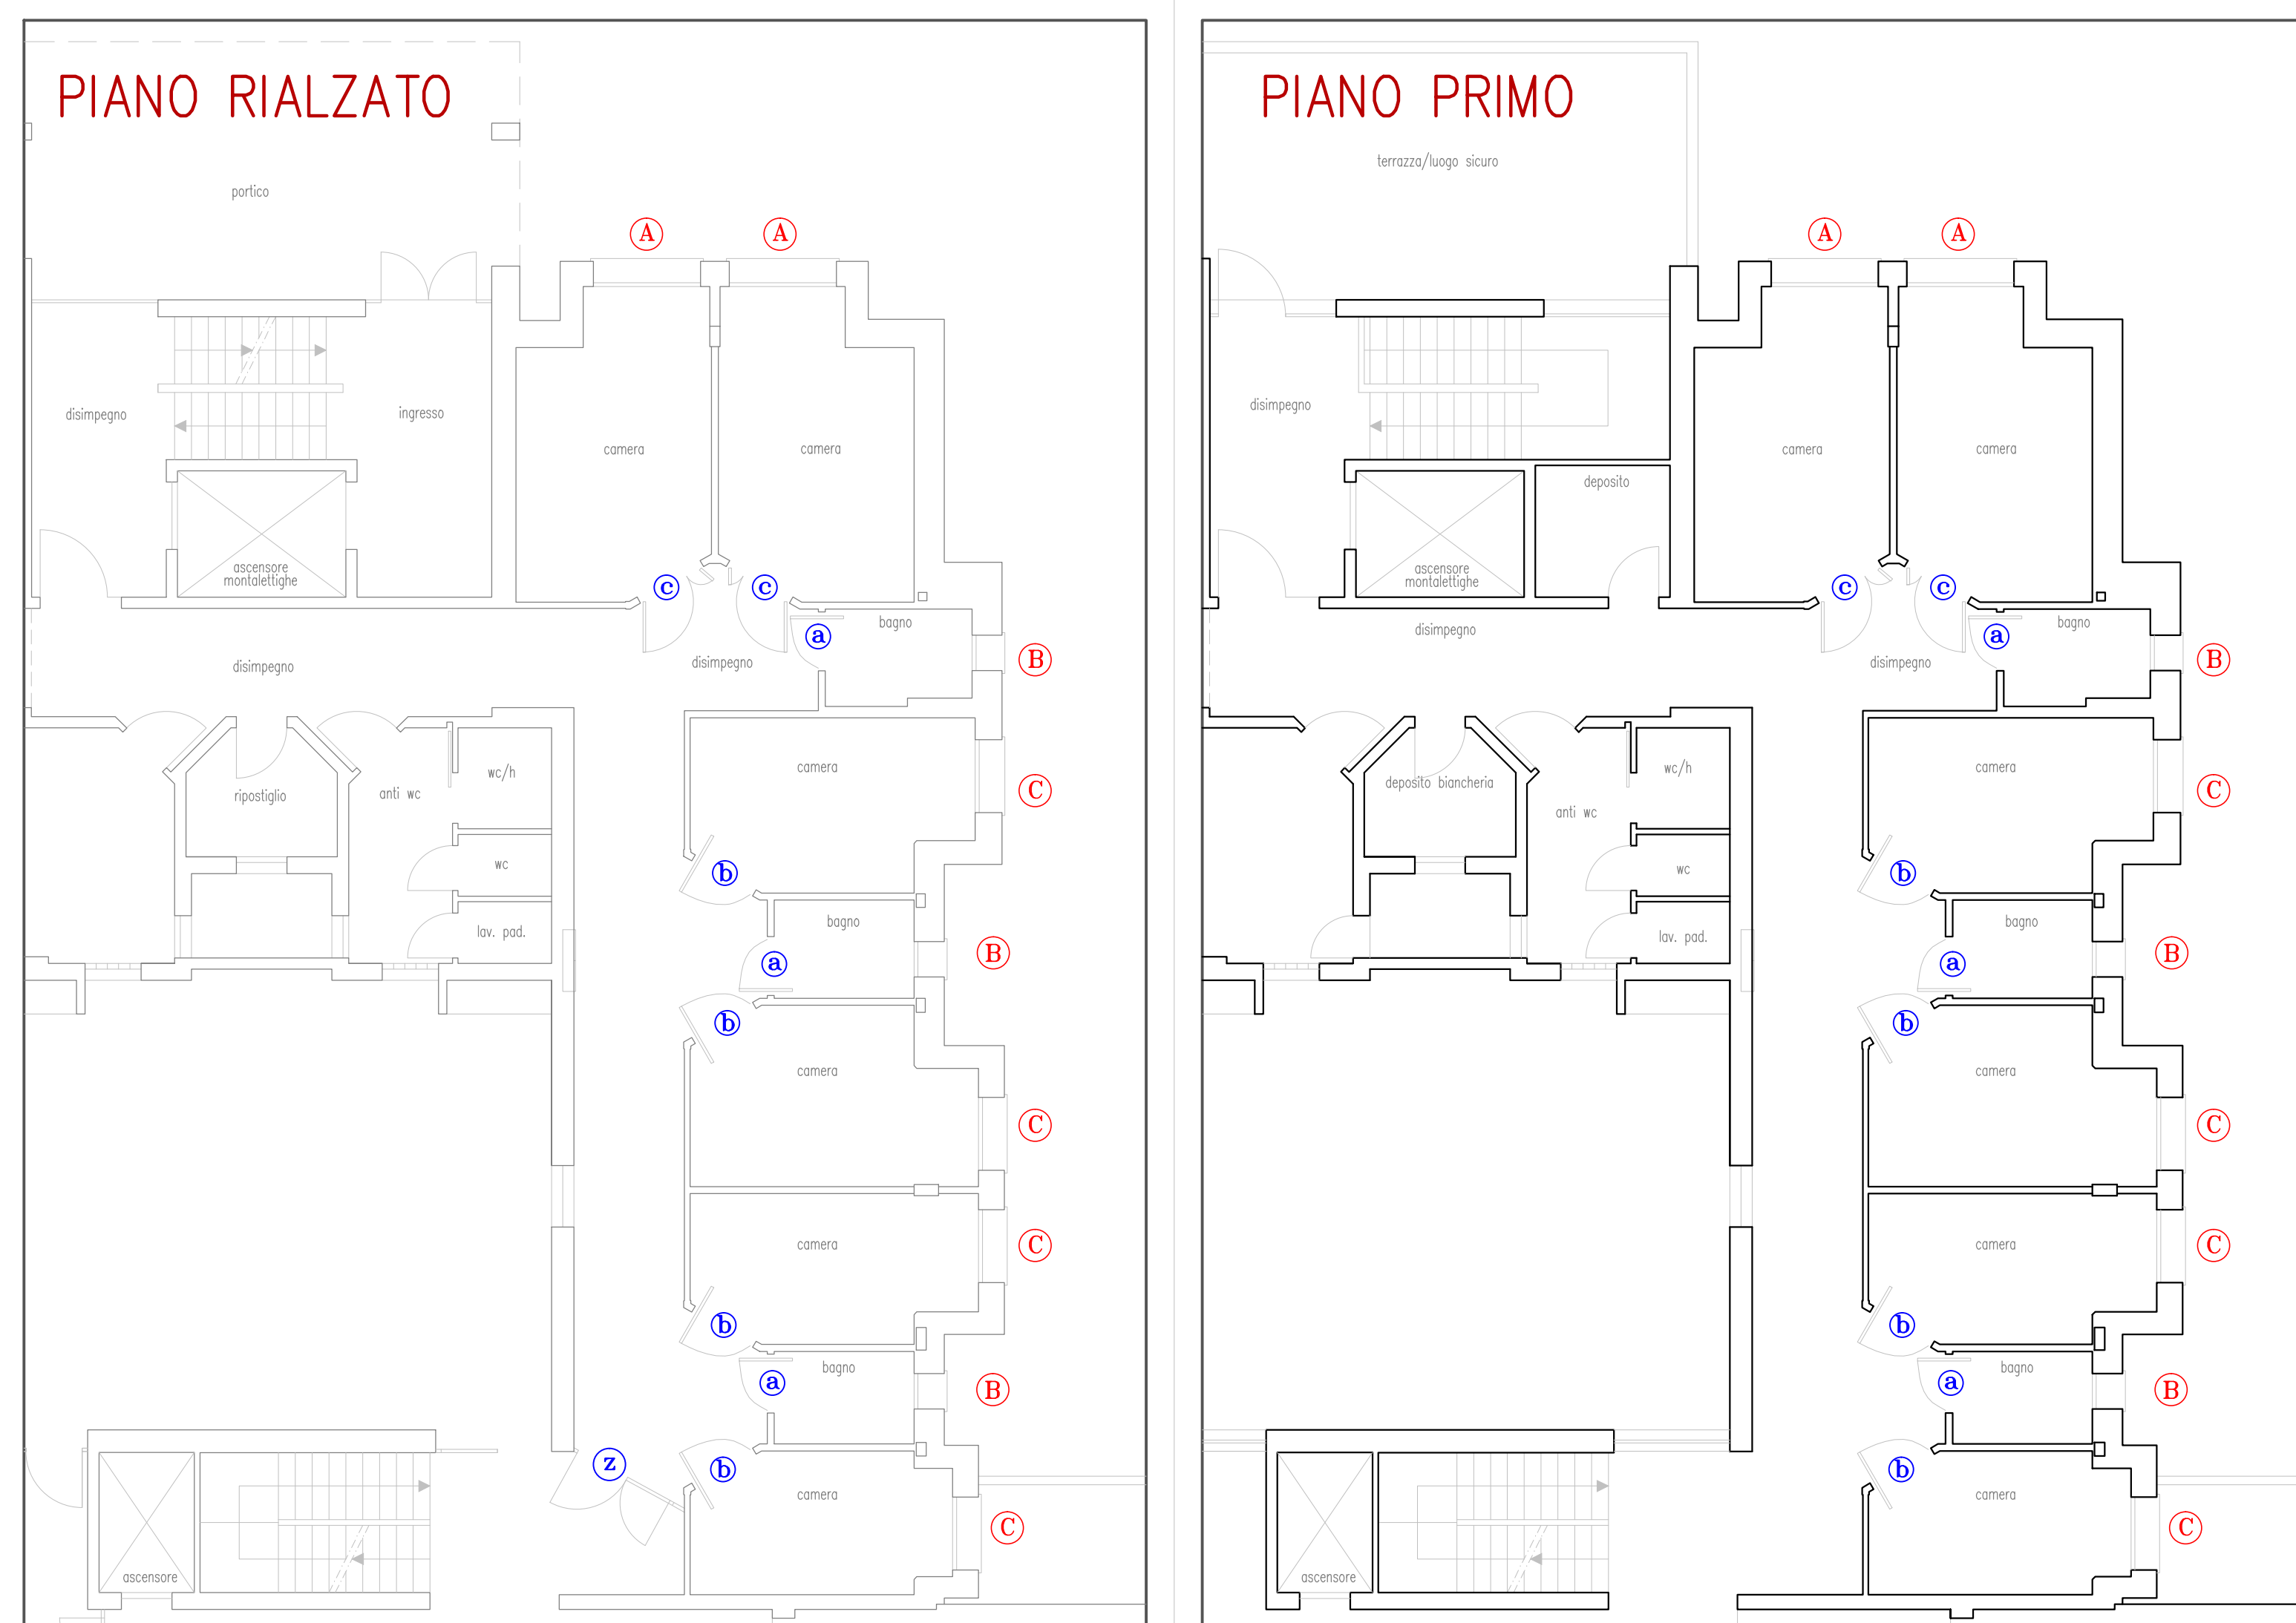 PIANO RIALZATO
portico
A
A
disimpegno
ingresso
camera
camera
ascensore
montalettighe
c
c
a
bagno
B
disimpegno
disimpegno
camera
C
wc/h
ripostiglio
anti wc
b
wc
bagno
lav. pad.
B
a
b
camera
C
camera
C
b
bagno
a
B
z
b
camera
C
ascensore
PIANO PRIMO
terrazza/luogo sicuro
A
A
disimpegno
camera
camera
deposito
ascensore
montalettighe
c
c
a
bagno
disimpegno
disimpegno
B
camera
C
wc/h
deposito biancheria
anti wc
b
wc
bagno
lav. pad.
B
a
b
camera
C
camera
C
b
bagno
a
B
b
camera
C
ascensore